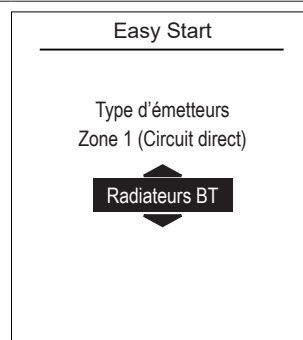 Easy Start
Type d'émetteurs
Zone 1 (Circuit direct)
Radiateurs BT